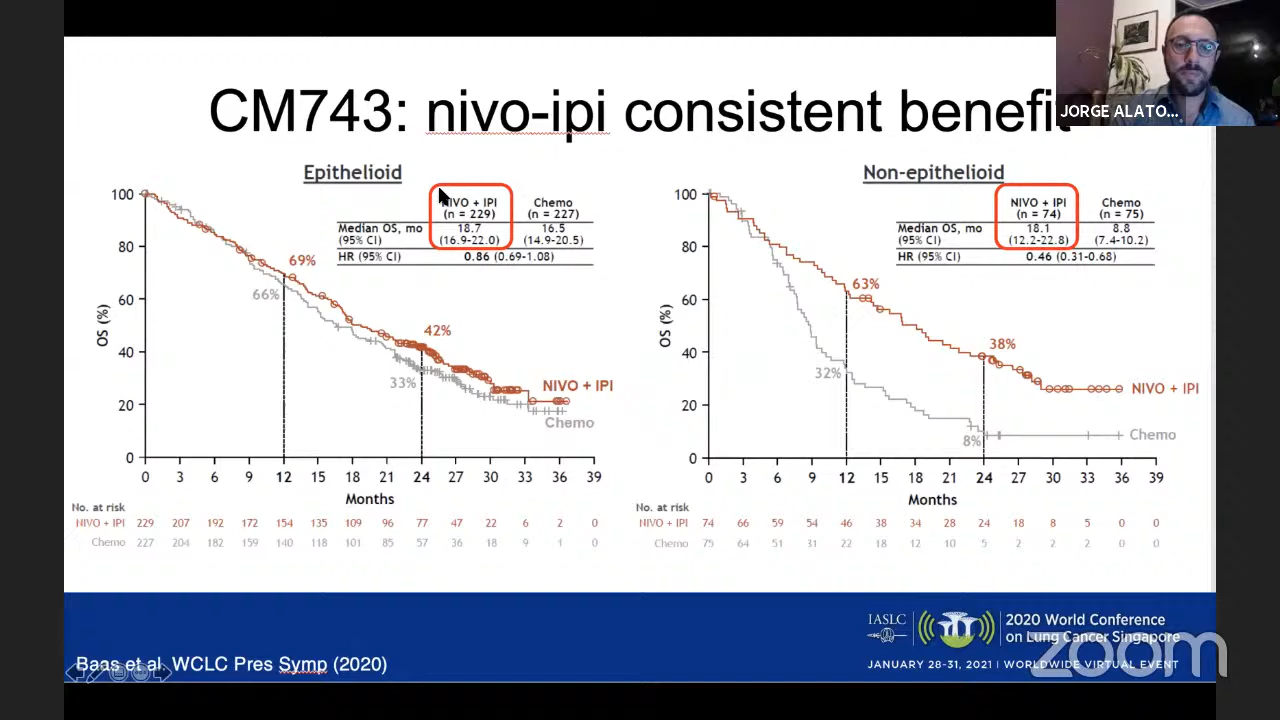 JORGE ALATO...
CM743: nivo-ipi consistent benefit
Epithelioid
NIVO + IPI
(n = 229)
Chemo
(n = 227)
Median OS, mo
(95% CI)
18.7
(16.9-22.0)
16.5
(14.9-20.5)
HR (95% CI)
0.86 (0.69-1.08)
100
80
60
40
20
0
OS (%)
69%
66%
42%
33%
NIVO + IPI
Chemo
0 3 6 9 12 15 18 21 24 27 30 33 36 39
Months
No. at risk
NIVO + IPI 229 207 192 172 154 135 109 96 77 47 22 6 2 0
Chemo 227 204 182 159 140 118 101 85 57 36 18 9 1 0
Non-epithelioid
NIVO + IPI
(n = 74)
Chemo
(n = 75)
Median OS, mo
(95% CI)
18.1
(12.2-22.8)
8.8
(7.4-10.2)
HR (95% CI)
0.46 (0.31-0.68)
100
80
60
40
20
0
OS (%)
63%
32%
38%
8%
NIVO + IPI
Chemo
0 3 6 9 12 15 18 21 24 27 30 33 36 39
Months
No. at risk
NIVO + IPI 74 66 59 54 46 38 34 28 24 18 8 5 0 0
Chemo 75 64 51 31 22 18 12 10 5 2 2 2 0 0
Baas et al WCLC Pres Symp (2020)
IASLC
2020 World Conference
on Lung Cancer Singapore
JANUARY 28-31, 2021 | WORLDWIDE VIRTUAL EVENT
zoom